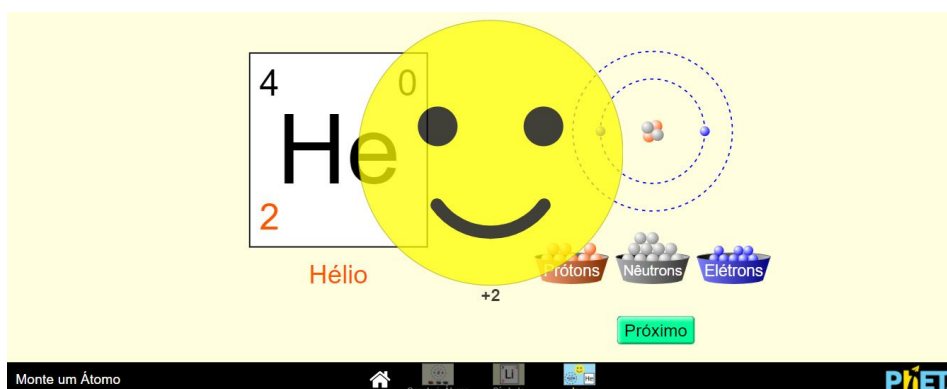 4 0
He
2
Hélio
+2
Prótons Nêutrons Elétrons
Próximo
Monte um Átomo
Li
He
PhET